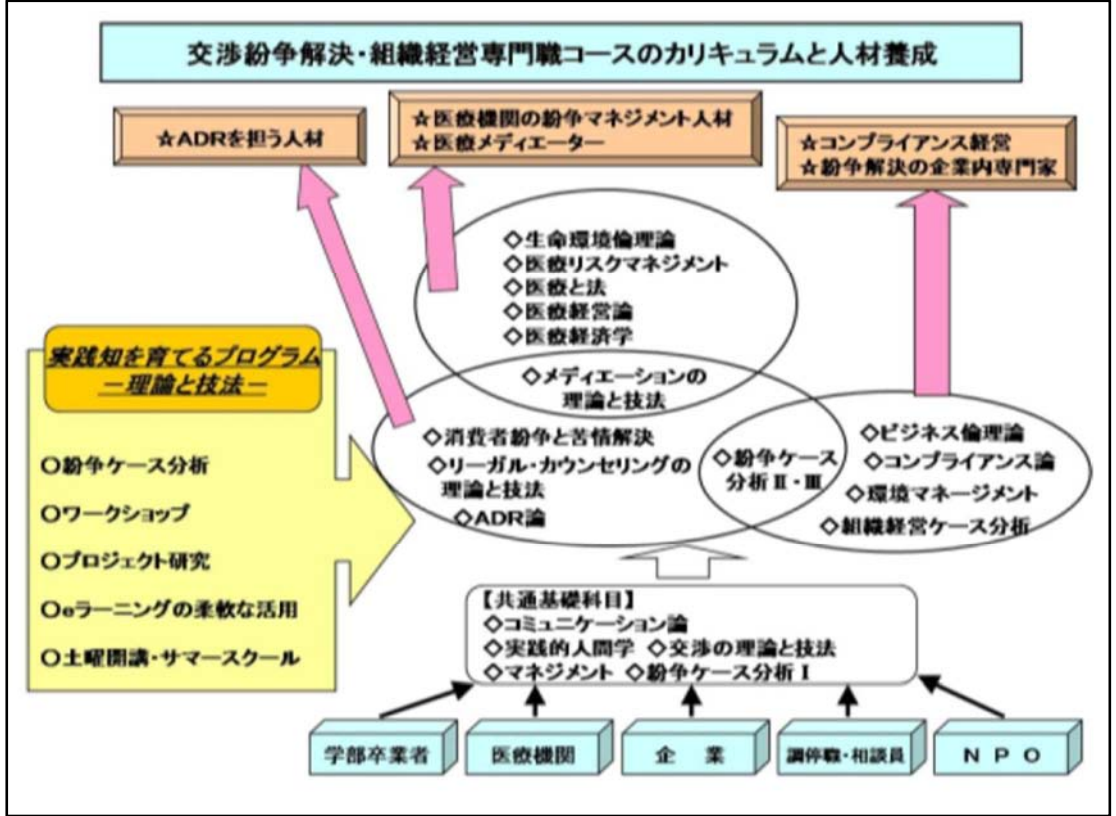 交渉紛争解決・組織経営専門職コースのカリキュラムと人材養成
☆ADRを担う人材
☆医療機関の紛争マネジメント人材
☆医療メディエーター
☆コンプライアンス経営
☆紛争解決の企業内専門家
◇生命環境倫理論
◇医療リスクマネジメント
◇医療と法
◇医療経営論
◇医療経済学
◇メディエーションの
理論と技法
実践知を育てるプログラム
―理論と技法―
〇紛争ケース分析
〇ワークショップ
〇プロジェクト研究
〇eラーニングの柔軟な活用
〇土曜開講・サマースクール
◇消費者紛争と苦情解決
◇リーガル・カウンセリングの
理論と技法
◇ADR論
◇紛争ケース
分析Ⅱ・Ⅲ
◇ビジネス倫理論
◇コンプライアンス論
◇環境マネージメント
◇組織経営ケース分析
【共通基礎科目】
◇コミュニケーション論
◇実践的人間学 ◇交渉の理論と技法
◇マネジメント ◇紛争ケース分析Ⅰ
学部卒業者
医療機関
企 業
調停職・相談員
N P O